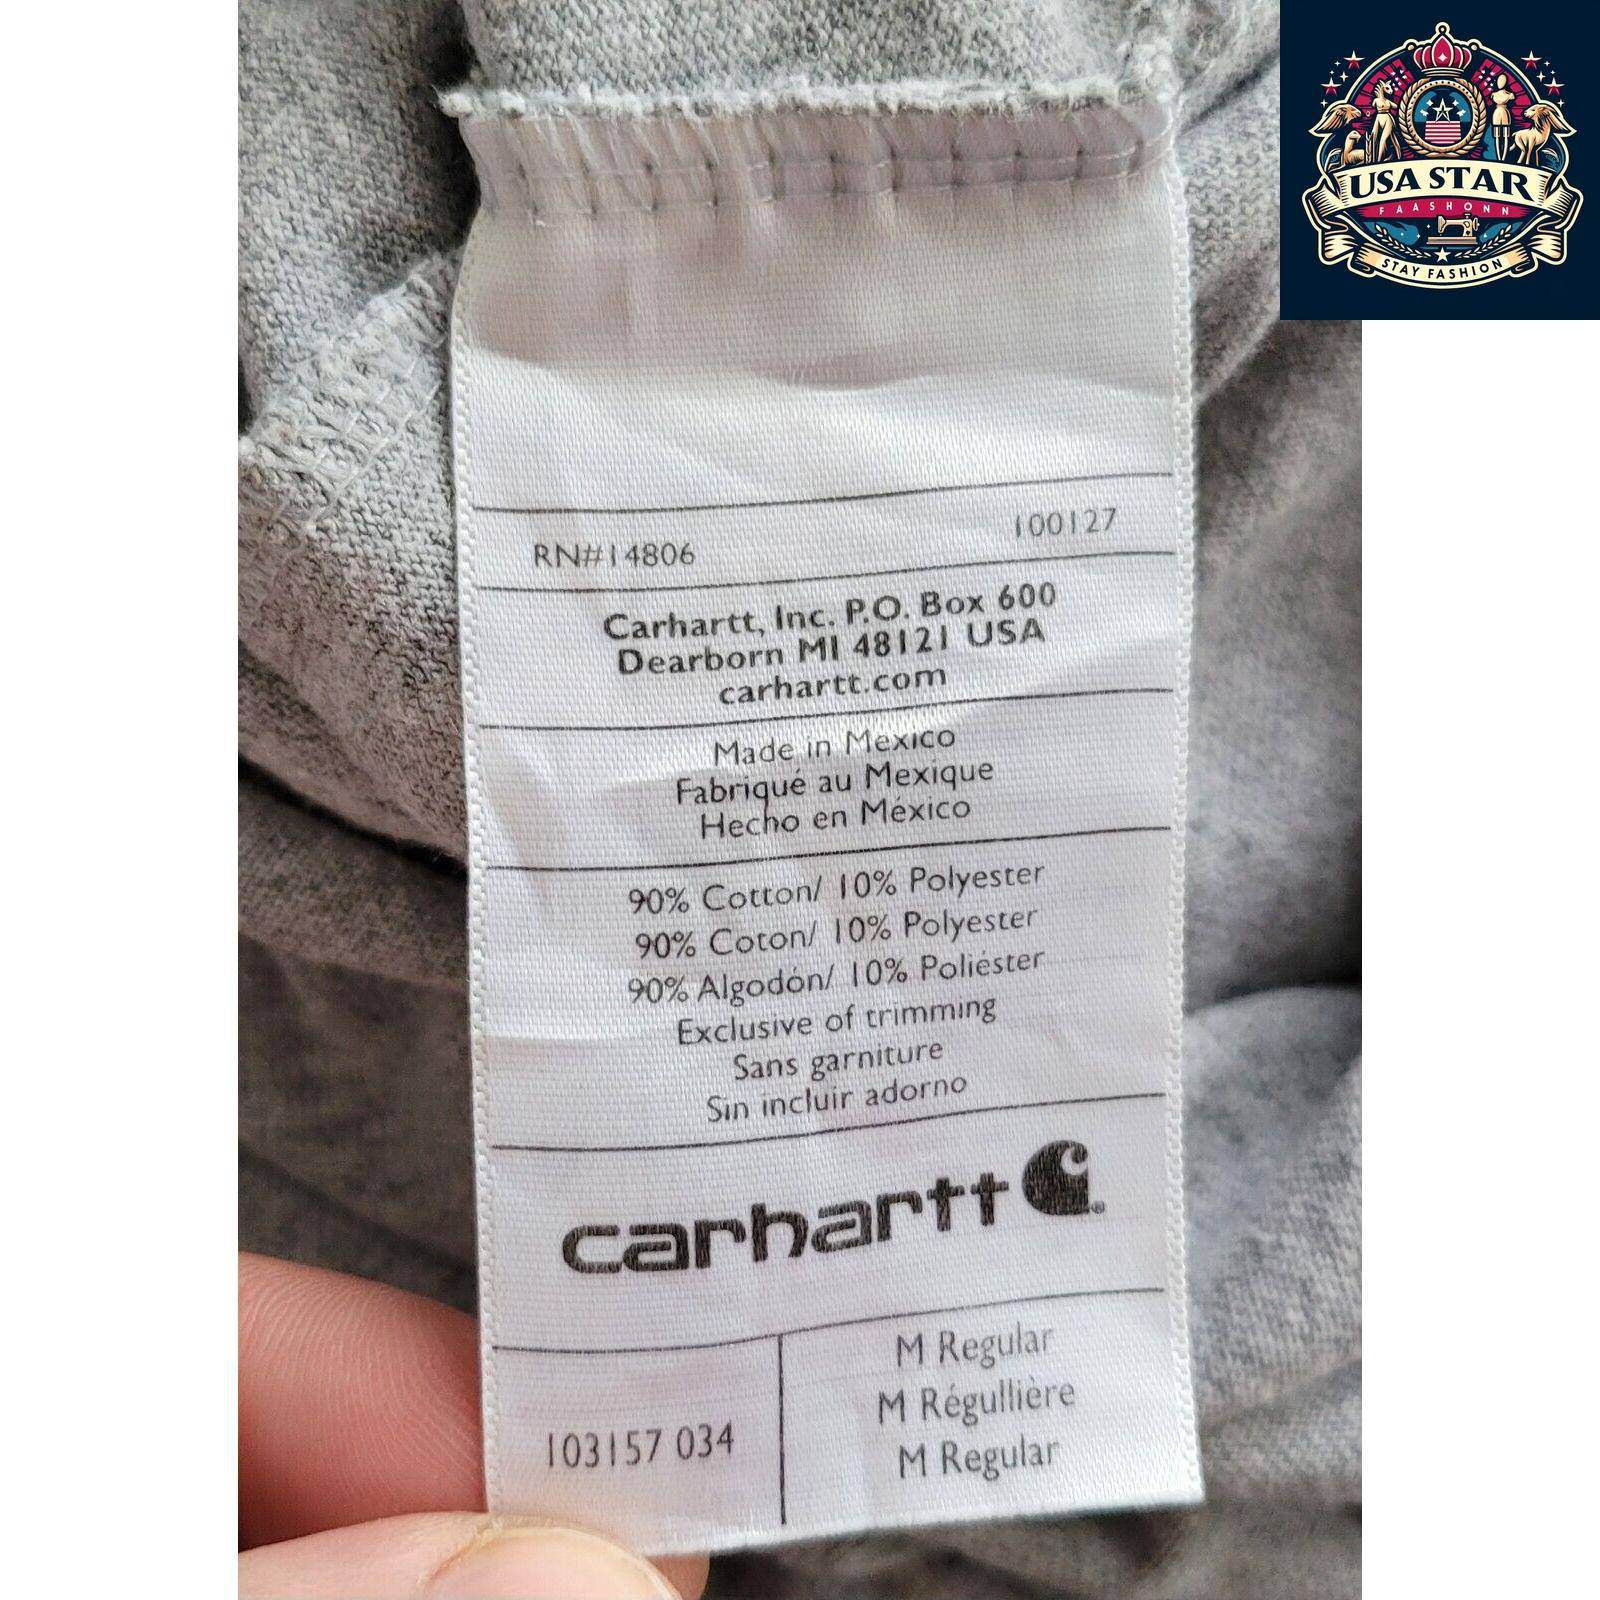 USA STAR
FAASHONN
STAY FASHION
RN#14806 100127
Carhartt, Inc. P.O. Box 600
Dearborn MI 48121 USA
carhartt.com
Made in Mexico
Fabriqué au Mexique
Hecho en México
90% Cotton/ 10% Polyester
90% Coton/ 10% Polyester
90% Algodón/ 10% Poliéster
Exclusive of trimming
Sans garniture
Sin incluir adorno
carhartt
M Regular
M Régullière
103157 034
M Regular